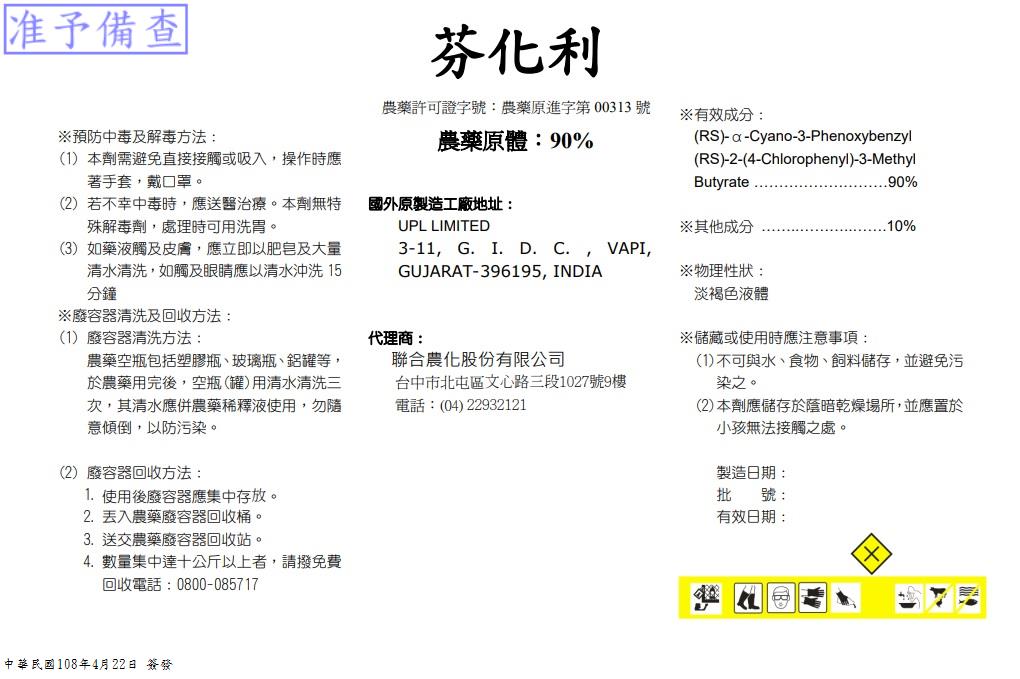 准予備查
芬化利
農藥許可證字號：農藥原進字第 00313 號
農藥原體：90%
※預防中毒及解毒方法：
(1) 本劑需避免直接接觸或吸入，操作時應
著手套，戴口罩。
(2) 若不幸中毒時，應送醫治療。本劑無特
殊解毒劑，處理時可用洗胃。
(3) 如藥液觸及皮膚，應立即以肥皂及大量
清水清洗，如觸及眼睛應以清水沖洗 15
分鐘
※廢容器清洗及回收方法：
(1) 廢容器清洗方法：
農藥空瓶包括塑膠瓶、玻璃瓶、鋁罐等，
於農藥用完後，空瓶(罐)用清水清洗三
次，其清水應併農藥稀釋液使用，勿隨
意傾倒，以防污染。
(2) 廢容器回收方法：
1. 使用後廢容器應集中存放。
2. 丟入農藥廢容器回收桶。
3. 送交農藥廢容器回收站。
4. 數量集中達十公斤以上者，請撥免費
回收電話：0800-085717
國外原製造工廠地址：
UPL LIMITED
3-11, G. I. D. C. , VAPI,
GUJARAT-396195, INDIA
代理商：
聯合農化股份有限公司
台中市北屯區文心路三段1027號9樓
電話：(04) 22932121
※有效成分：
(RS)-α-Cyano-3-Phenoxybenzyl
(RS)-2-(4-Chlorophenyl)-3-Methyl
Butyrate ………………………90%
※其他成分 ……..…………..……10%
※物理性狀：
淡褐色液體
※儲藏或使用時應注意事項：
(1)不可與水、食物、飼料儲存，並避免污
染之。
(2)本劑應儲存於陰暗乾燥場所，並應置於
小孩無法接觸之處。
製造日期：
批　　號：
有效日期：
中華民國108年4月22日 簽發